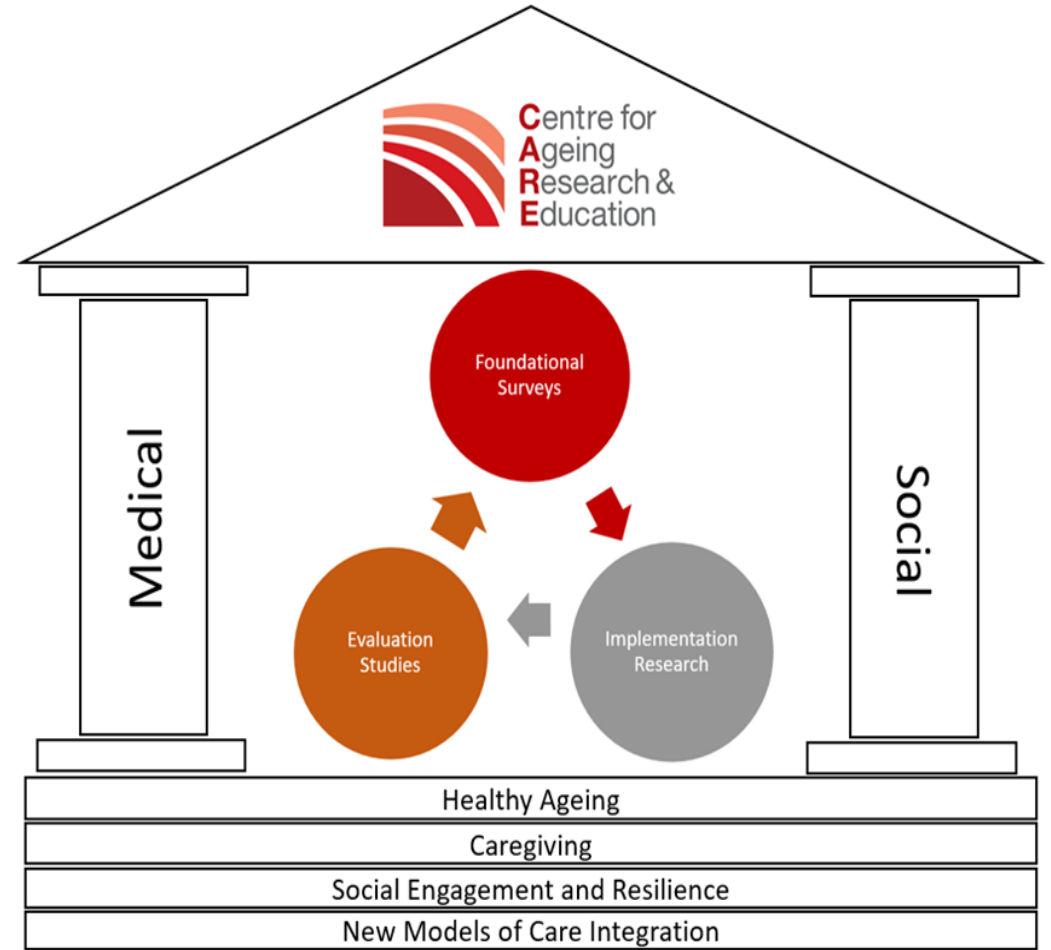 Centre for
Ageing
Research &
Education
Foundational
Surveys
Medical
Social
Evaluation
Studies
Implementation
Research
Healthy Ageing
Caregiving
Social Engagement and Resilience
New Models of Care Integration